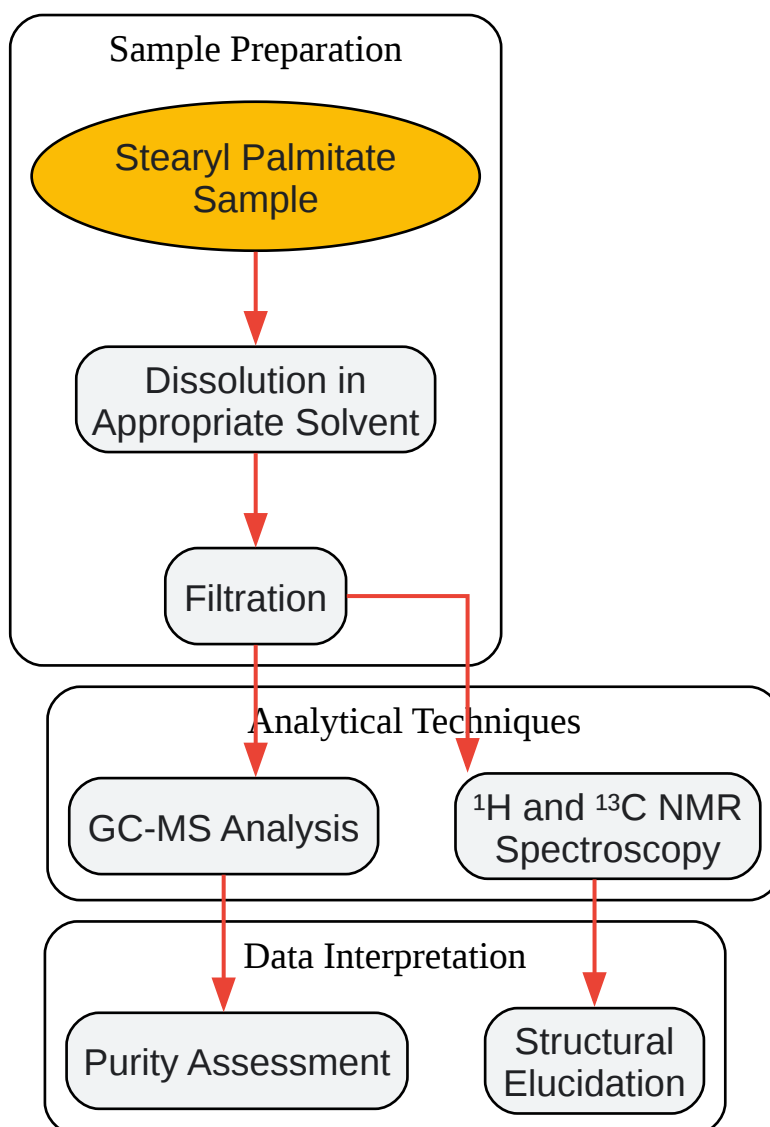 Sample Preparation
Stearyl Palmitate
Sample
Dissolution in
Appropriate Solvent
Filtration
Analytical Techniques
GC-MS Analysis
¹H and ¹³C NMR
Spectroscopy
Data Interpretation
Purity Assessment
Structural
Elucidation